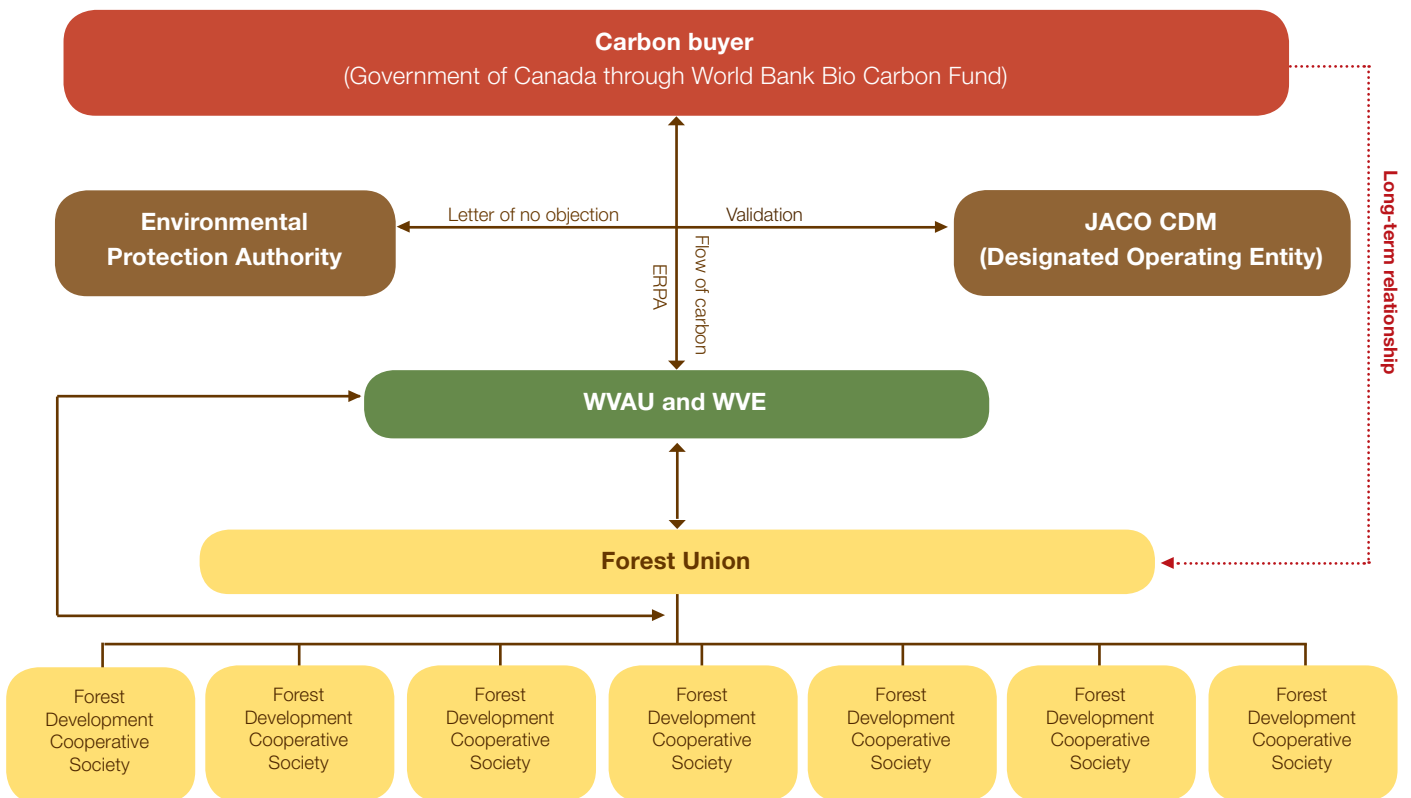 Carbon buyer
(Government of Canada through World Bank Bio Carbon Fund)
Environmental
Protection Authority
Letter of no objection
Validation
JACO CDM
(Designated Operating Entity)
Long-term relationship
Flow of carbon
ERPA
WVAU and WVE
Forest Union
Forest
Development
Cooperative
Society
Forest
Development
Cooperative
Society
Forest
Development
Cooperative
Society
Forest
Development
Cooperative
Society
Forest
Development
Cooperative
Society
Forest
Development
Cooperative
Society
Forest
Development
Cooperative
Society